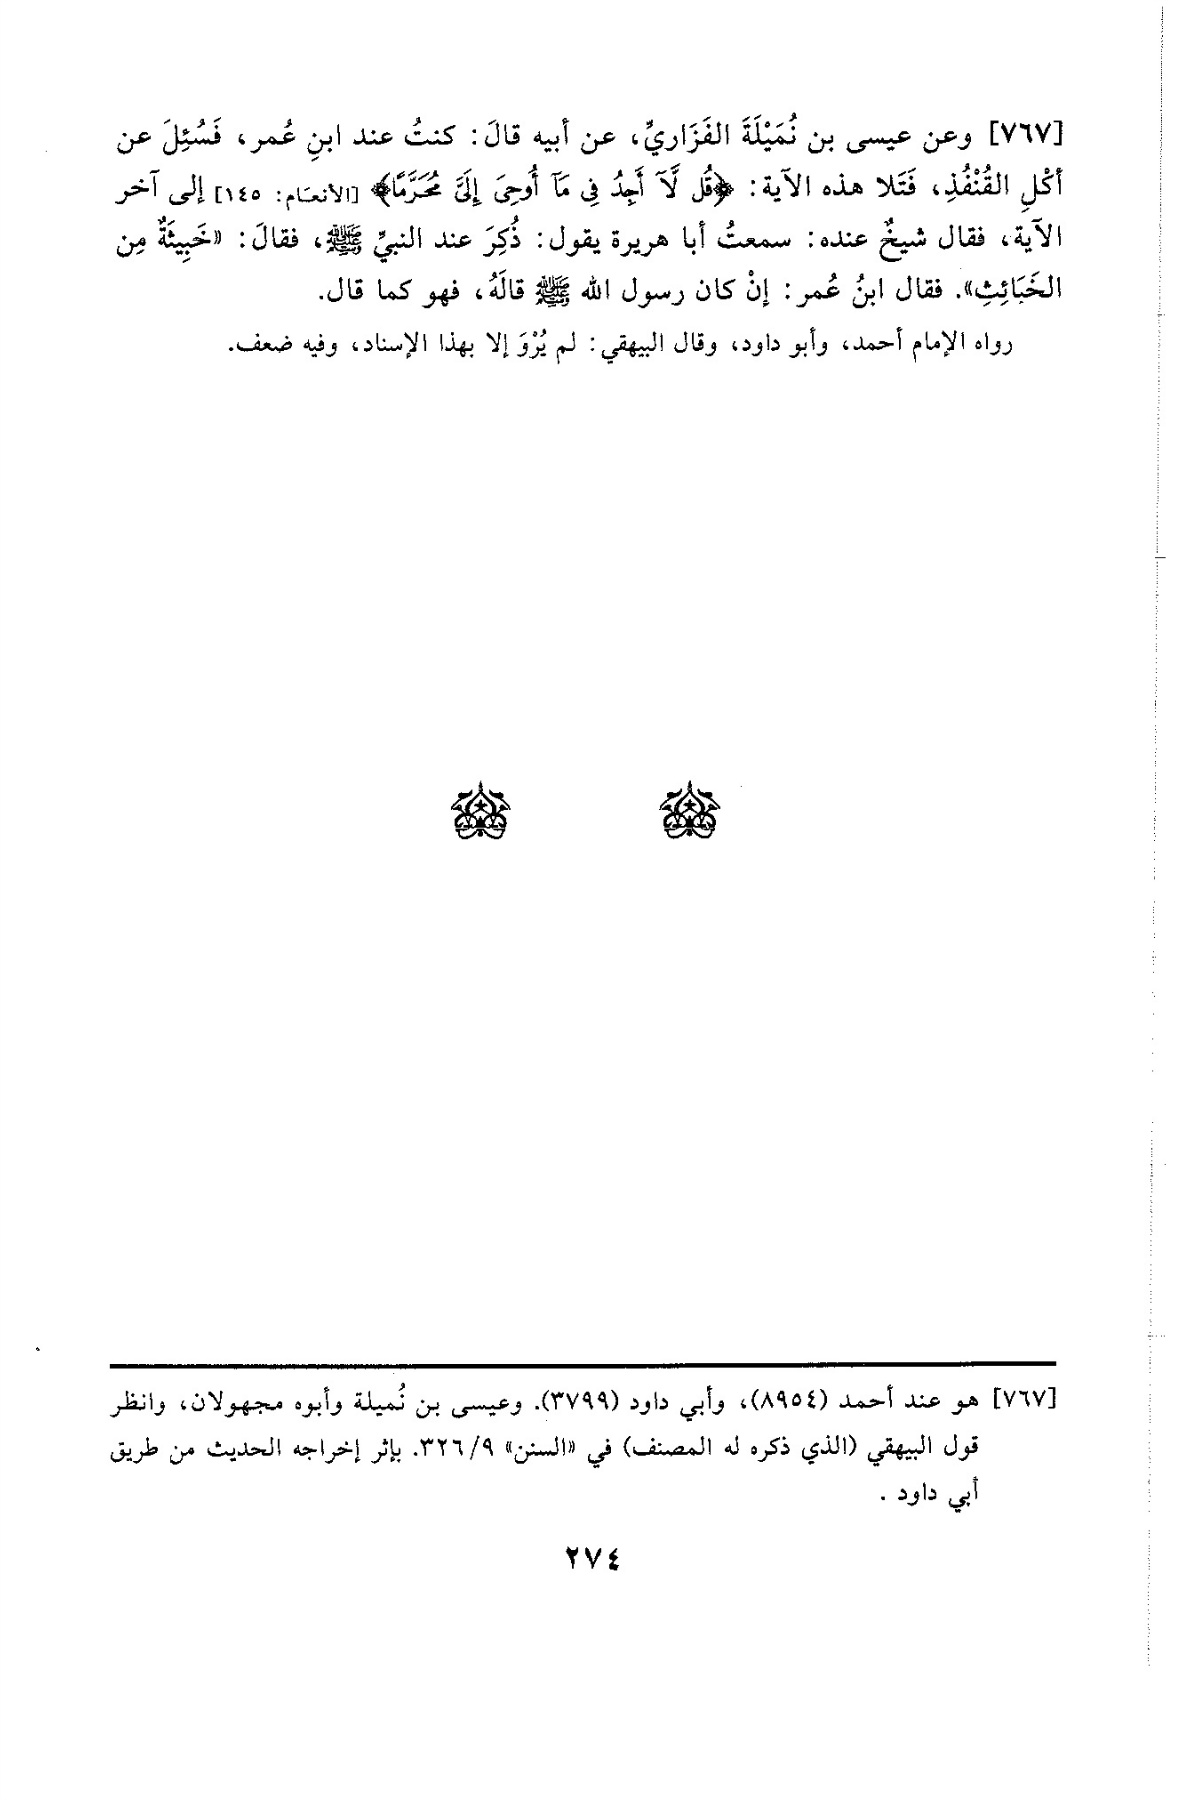 [٧٦٧] وعن عيسى بن نُمَيْلَةَ الفَزَاريِّ، عن أبيه قالَ: كنتُ عند ابنِ عُمر، فَسُئِلَ عن
أكْلِ القُنْفُذِ، فَتَلا هذه الآية: ﴿قُل لَّآ أَجِدُ فِى مَآ أُوحِىَ إِلَىَّ مُحَرَّمًا﴾ [الأنعـَام: ١٤٥] إلى آخر
الآية، فقال شيخٌ عنده: سمعتُ أبا هريرة يقول: ذُكِرَ عند النبيِّ ﷺ، فقالَ: «خَبِيثَةٌ مِن
الخَبَائِثِ». فقال ابنُ عُمر: إنْ كان رسول الله ﷺ قالَهُ، فهو كما قال.
رواه الإمام أحمد، وأبو داود، وقال البيهقي: لم يُرْوَ إلا بهذا الإسناد، وفيه ضعف.
[٧٦٧] هو عند أحمد (٨٩٥٤)، وأبي داود (٣٧٩٩). وعيسى بن نُميلة وأبوه مجهولان، وانظر
قول البيهقي (الذي ذكره له المصنف) في «السنن» ٩/ ٣٢٦. بإثر إخراجه الحديث من طريق
أبي داود .
٢٧٤